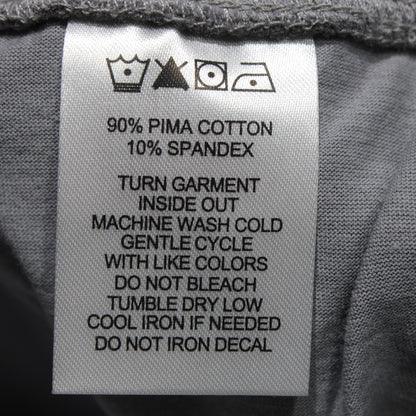 90% PIMA COTTON
10% SPANDEX
TURN GARMENT
INSIDE OUT
MACHINE WASH COLD
GENTLE CYCLE
WITH LIKE COLORS
DO NOT BLEACH
TUMBLE DRY LOW
COOL IRON IF NEEDED
DO NOT IRON DECAL